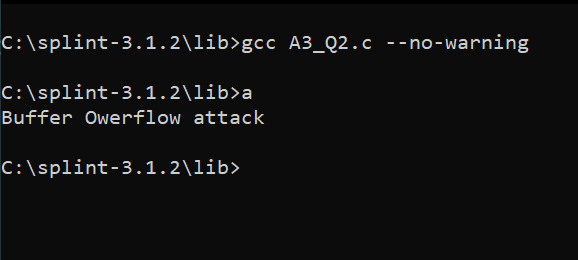 C:\splint-3.1.2\lib>gcc A3_Q2.c --no-warning
C:\splint-3.1.2\lib>a
Buffer Owerflow attack
C:\splint-3.1.2\lib>